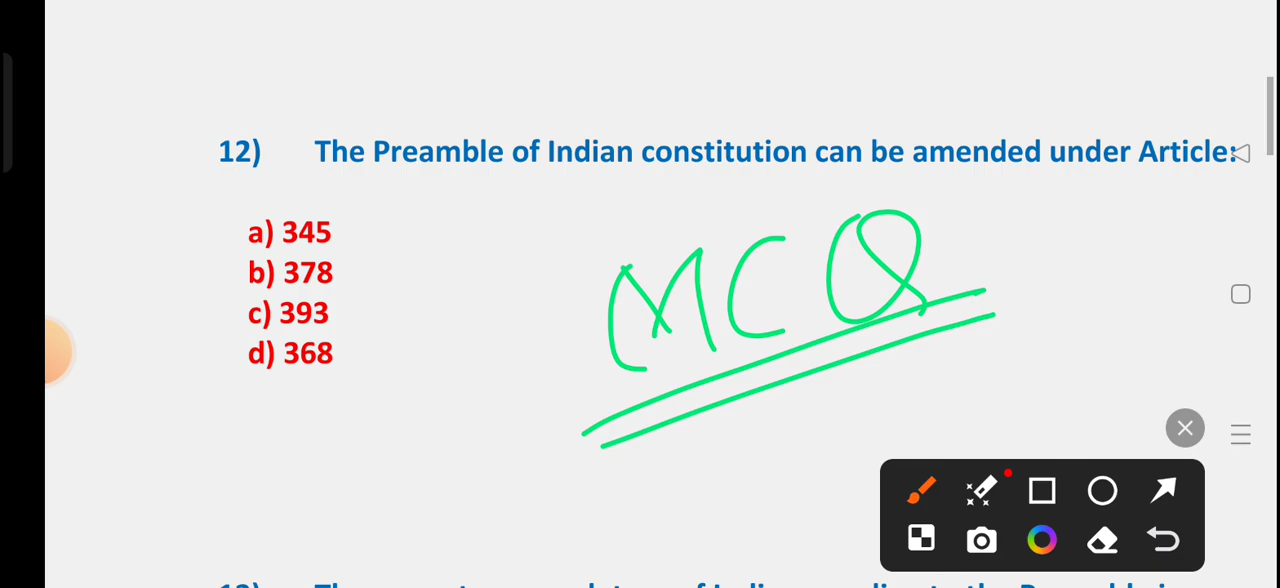 12) The Preamble of Indian constitution can be amended under Article:
a) 345
b) 378
c) 393
d) 368
MCQ